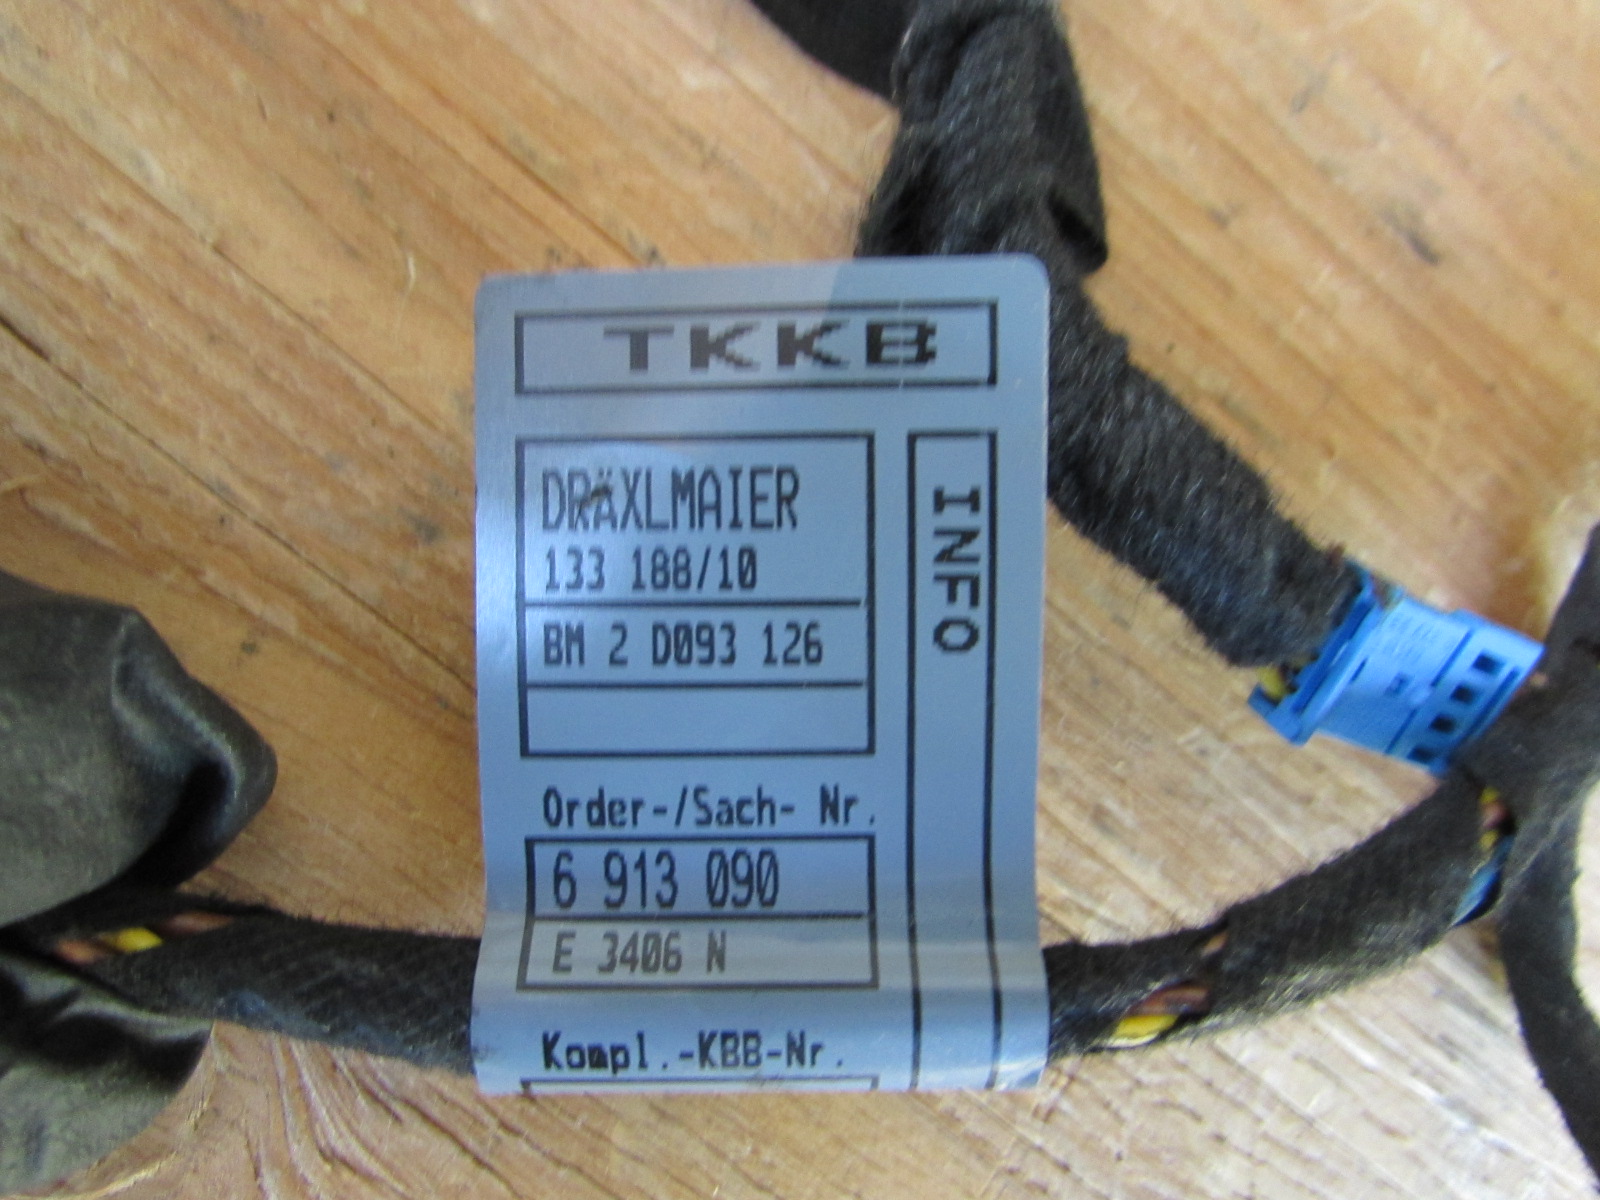 TKKB
DRÄXLMAIER
133 188/10
BM 2 D093 126
INFO
Order-/Sach- Nr.
6 913 090
E 3406 N
Kompl.-KBB-Nr.